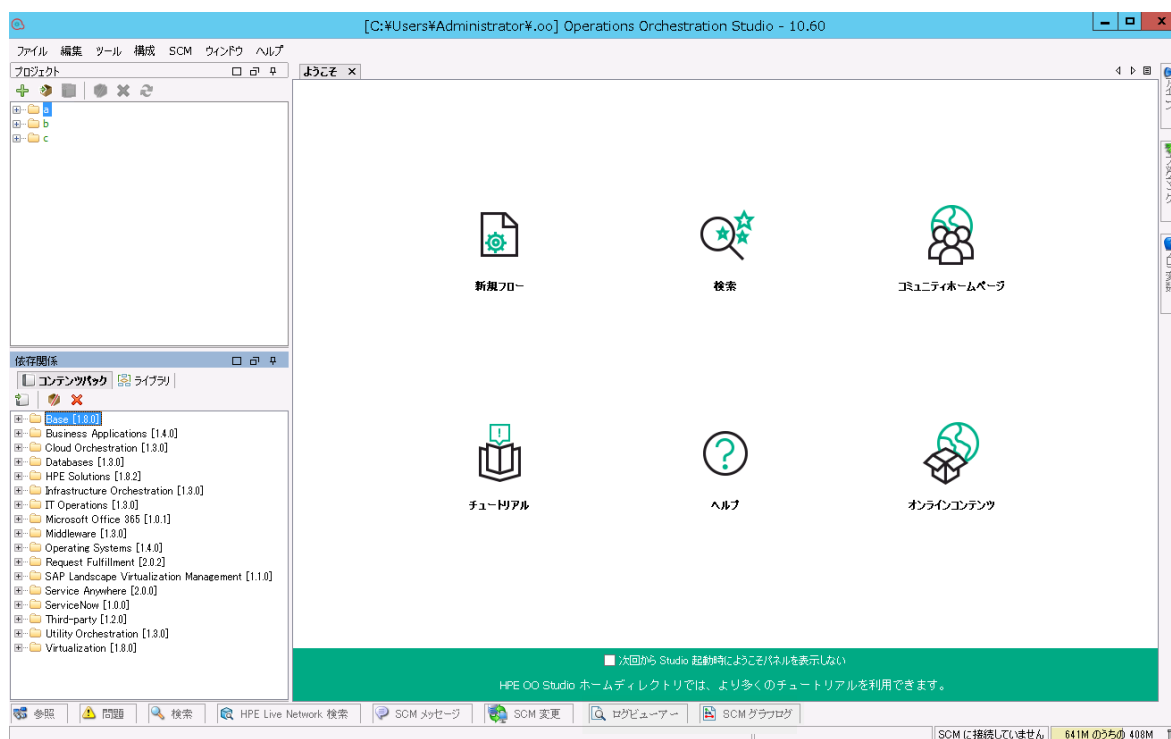 [C:¥Users¥Administrator¥.oo] Operations Orchestration Studio - 10.60
ファイル 編集 ツール 構成 SCM ウィンドウ ヘルプ
プロジェクト
a
b
c
ようこそ
新規フロー
検索
コミュニティホームページ
チュートリアル
ヘルプ
オンラインコンテンツ
次回から Studio 起動時にようこそパネルを表示しない
HPE OO Studio ホームディレクトリでは、より多くのチュートリアルを利用できます。
依存関係
コンテンツパック ライブラリ
Base [1.8.0]
Business Applications [1.4.0]
Cloud Orchestration [1.3.0]
Databases [1.3.0]
HPE Solutions [1.8.2]
Infrastructure Orchestration [1.3.0]
IT Operations [1.3.0]
Microsoft Office 365 [1.0.1]
Middleware [1.3.0]
Operating Systems [1.4.0]
Request Fulfillment [2.0.2]
SAP Landscape Virtualization Management [1.1.0]
Service Anywhere [2.0.0]
ServiceNow [1.0.0]
Third-party [1.2.0]
Utility Orchestration [1.3.0]
Virtualization [1.8.0]
参照 問題 検索 HPE Live Network 検索 SCM メッセージ SCM 変更 ログビューアー SCM グラフログ
SCM に接続していません 641M のうちの 408M